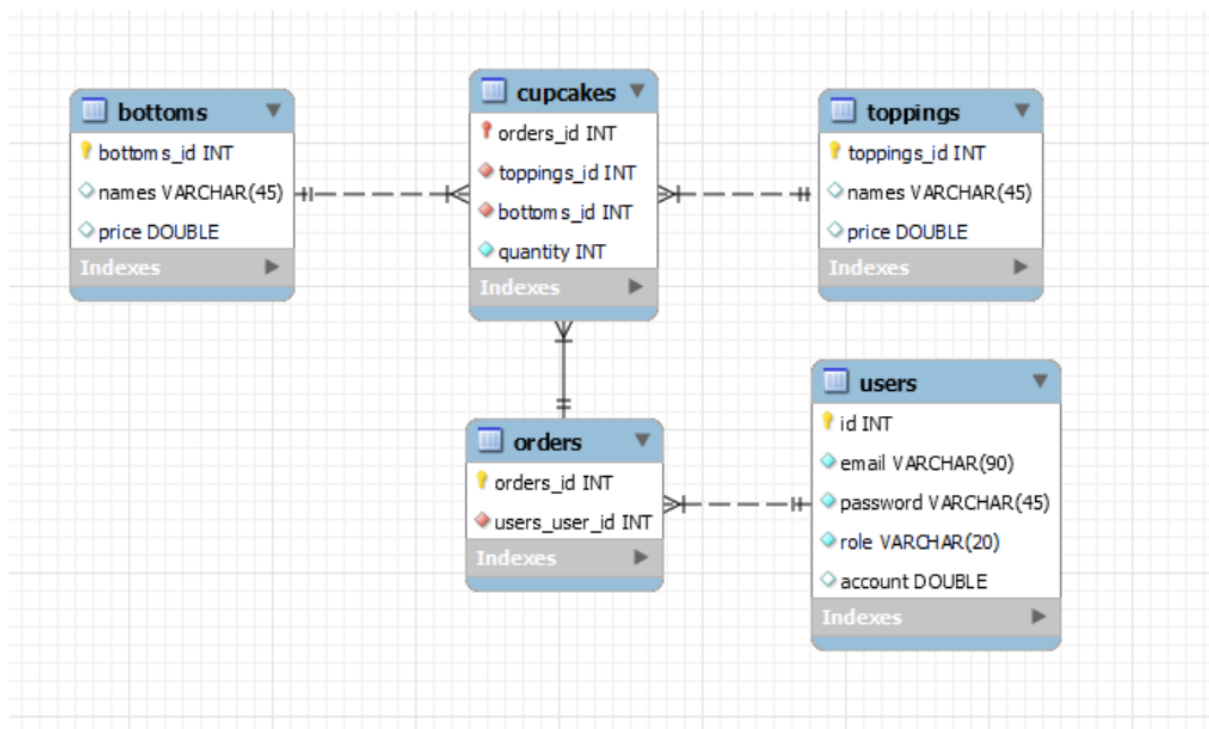 bottoms
bottoms_id INT
names VARCHAR(45)
price DOUBLE
Indexes
cupcakes
orders_id INT
toppings_id INT
bottoms_id INT
quantity INT
Indexes
toppings
toppings_id INT
names VARCHAR(45)
price DOUBLE
Indexes
orders
orders_id INT
users_user_id INT
Indexes
users
id INT
email VARCHAR(90)
password VARCHAR(45)
role VARCHAR(20)
account DOUBLE
Indexes